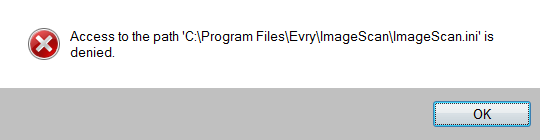 Access to the path 'C:\Program Files\Evry\ImageScan\ImageScan.ini' is
denied.
OK